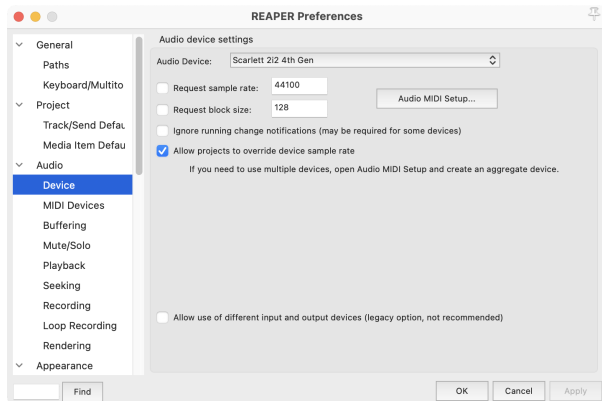 REAPER Preferences
General
Paths
Keyboard/Multito
Project
Track/Send Defau
Media Item Defau
Audio
Device
MIDI Devices
Buffering
Mute/Solo
Playback
Seeking
Recording
Loop Recording
Rendering
Appearance
Find
Audio device settings
Audio Device: Scarlett 2i2 4th Gen
Request sample rate: 44100
Request block size: 128
Audio MIDI Setup...
Ignore running change notifications (may be required for some devices)
Allow projects to override device sample rate
If you need to use multiple devices, open Audio MIDI Setup and create an aggregate device.
Allow use of different input and output devices (legacy option, not recommended)
OK Cancel Apply